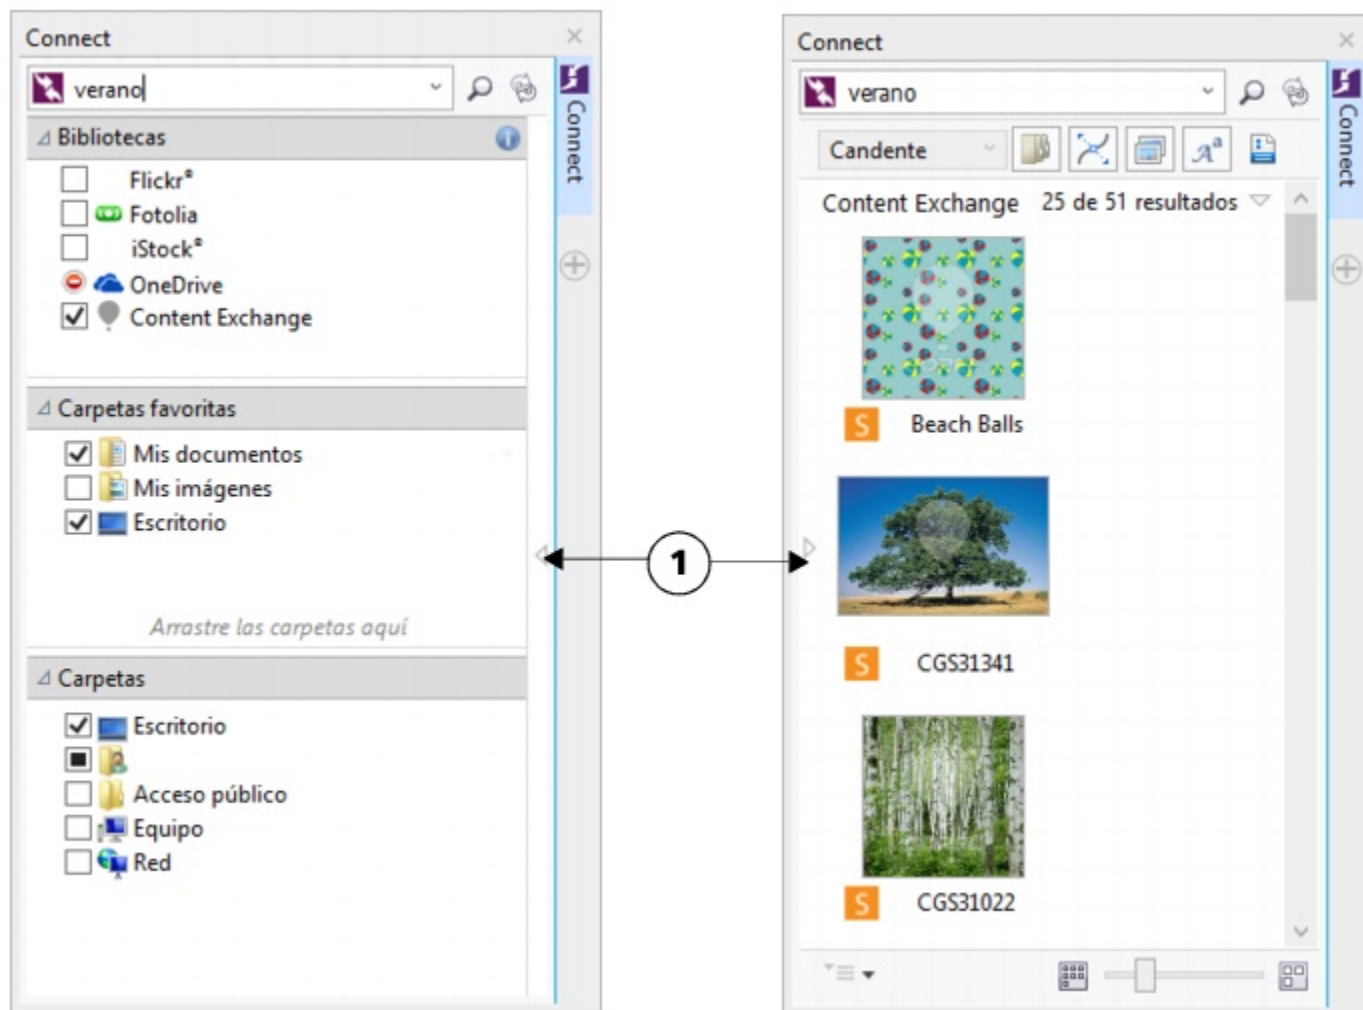 Connect
verano
Connect
Bibliotecas
Flickr®
Fotolia
iStock®
OneDrive
Content Exchange
Carpetas favoritas
Mis documentos
Mis imágenes
Escritorio
Arrastre las carpetas aquí
Carpetas
Escritorio
Acceso público
Equipo
Red
1
Connect
verano
Connect
Candente
Content Exchange 25 de 51 resultados
S Beach Balls
S CGS31341
S CGS31022